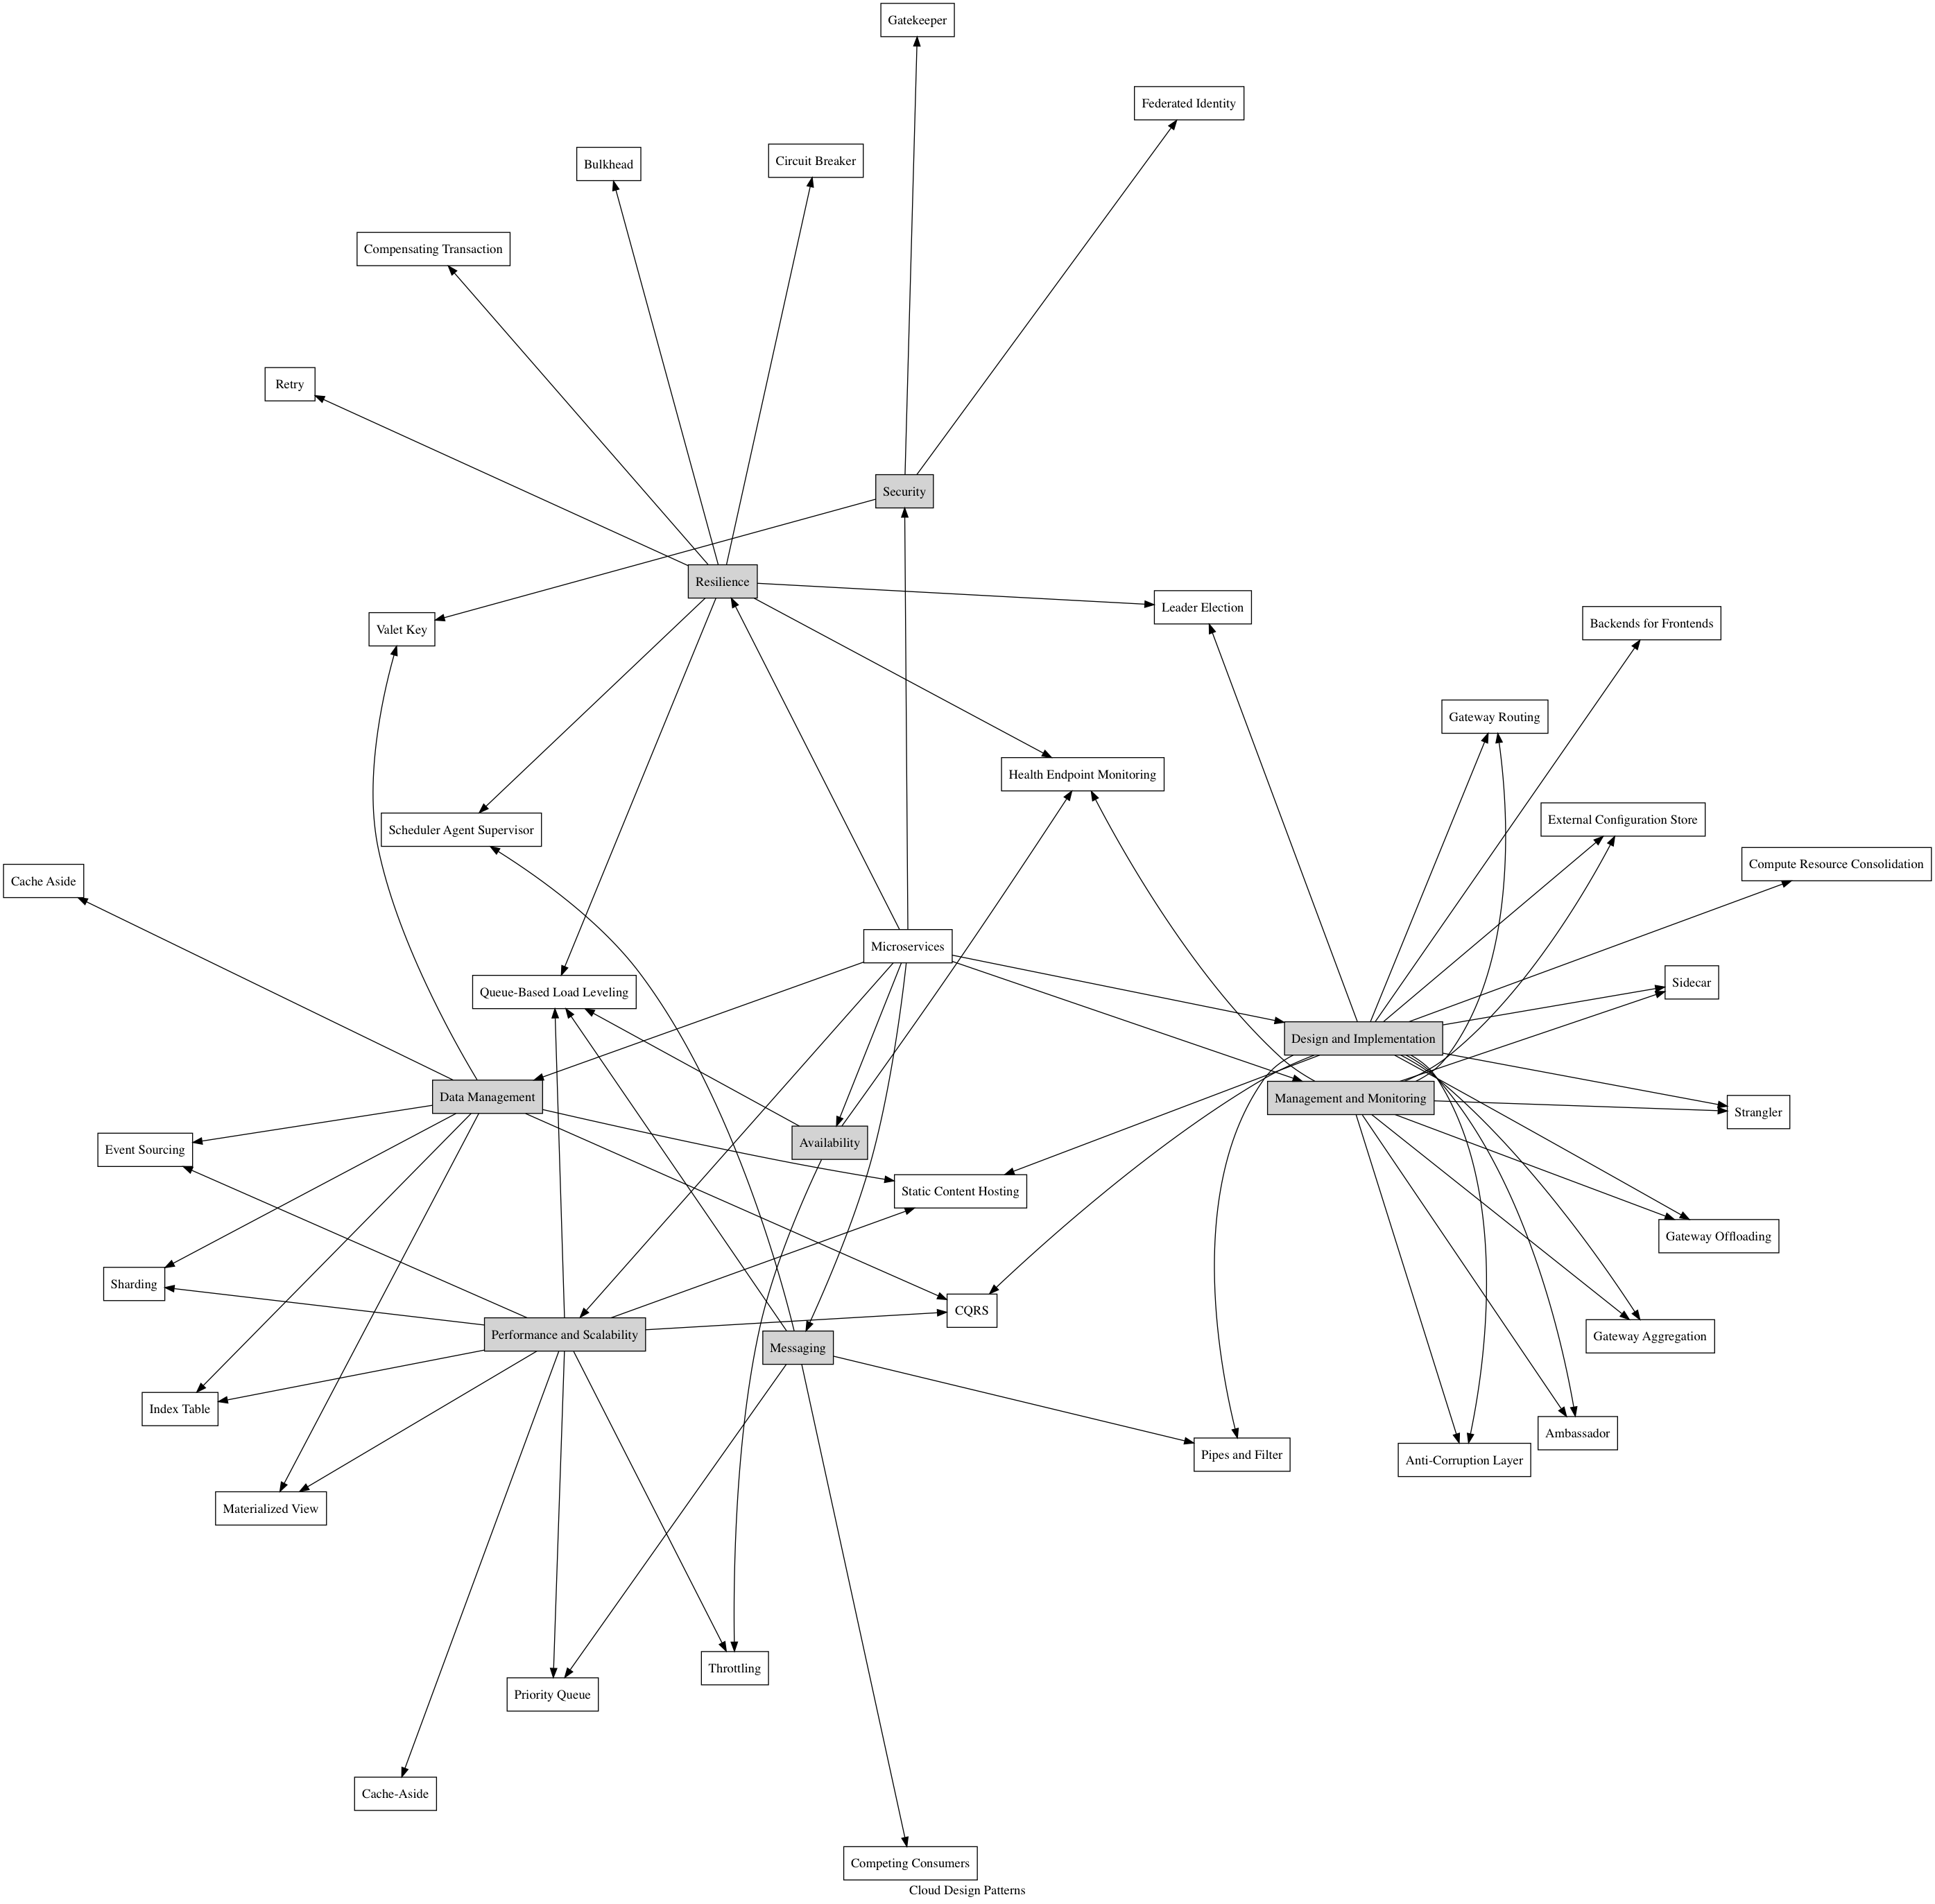 Gatekeeper
Federated Identity
Circuit Breaker
Bulkhead
Compensating Transaction
Retry
Security
Resilience
Leader Election
Backends for Frontends
Valet Key
Gateway Routing
Health Endpoint Monitoring
External Configuration Store
Scheduler Agent Supervisor
Compute Resource Consolidation
Cache Aside
Microservices
Sidecar
Queue-Based Load Leveling
Design and Implementation
Data Management
Management and Monitoring
Strangler
Availability
Event Sourcing
Static Content Hosting
Gateway Offloading
Sharding
CQRS
Performance and Scalability
Gateway Aggregation
Messaging
Index Table
Ambassador
Pipes and Filter
Anti-Corruption Layer
Materialized View
Throttling
Priority Queue
Cache-Aside
Competing Consumers
Cloud Design Patterns